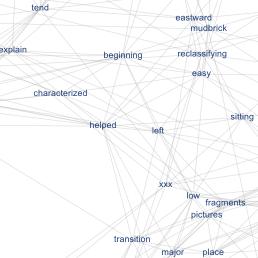 tend
eastward
mudbrick
explain
beginning
reclassifying
easy
characterized
sitting
helped
left
xxx
low
fragments
pictures
transition
major
place